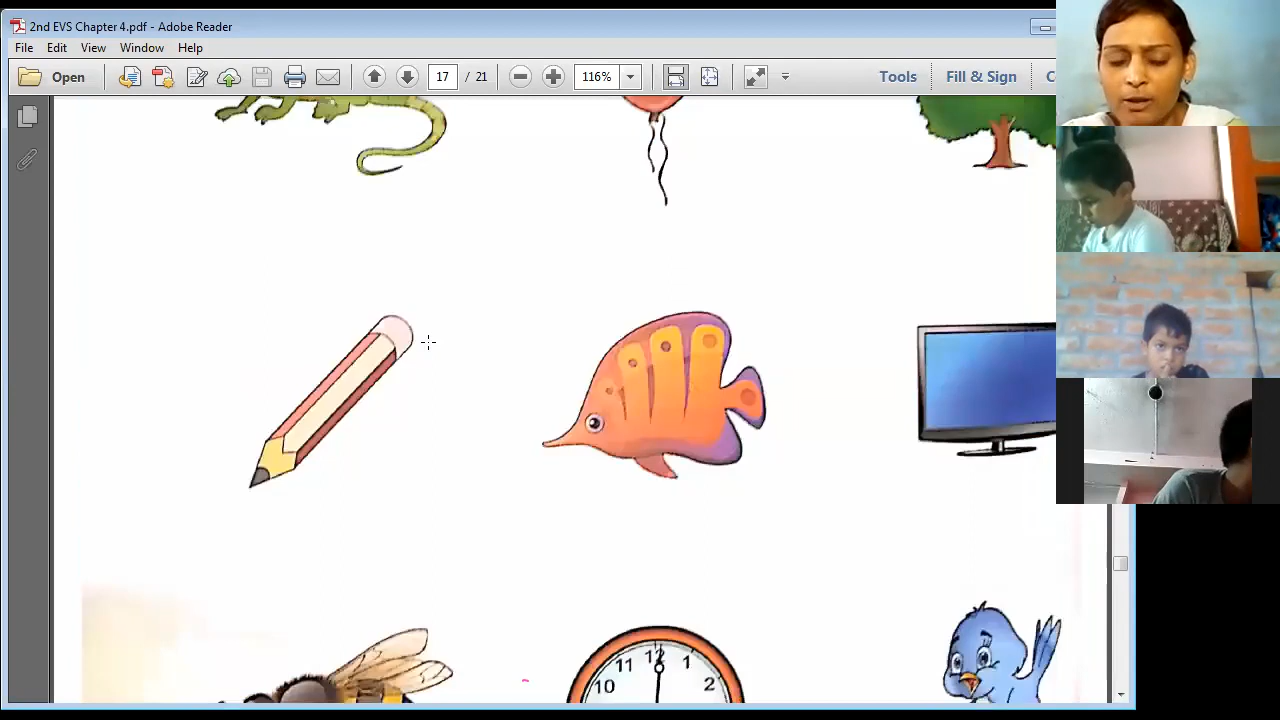 2nd EVS Chapter 4.pdf - Adobe Reader
File Edit View Window Help
Open 17 / 21 116% Tools Fill & Sign
11 12 1
10 2